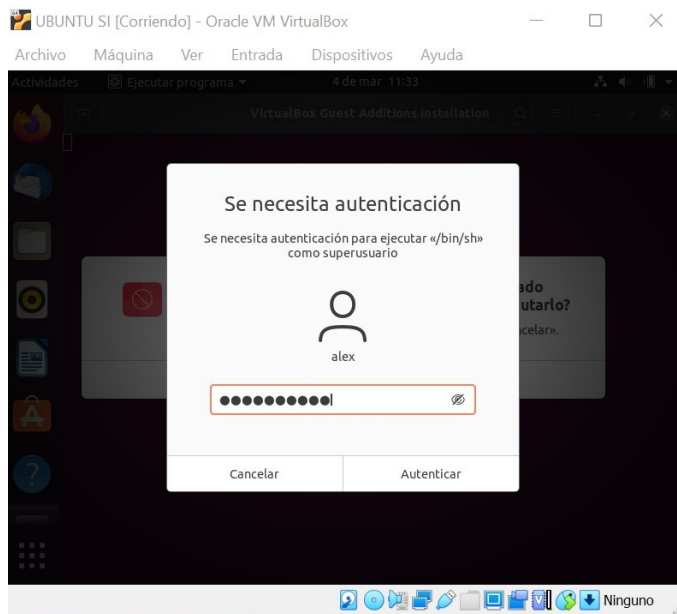 UBUNTU SI [Corriendo] - Oracle VM VirtualBox
Archivo Máquina Ver Entrada Dispositivos Ayuda
Actividades Ejecutar programa 4 de mar 11:33
VirtualBox Guest Additions installation
Se necesita autenticación
Se necesita autenticación para ejecutar «/bin/sh»
como superusuario
alex
ado
utarlo?
celar».
Cancelar Autenticar
Ninguno